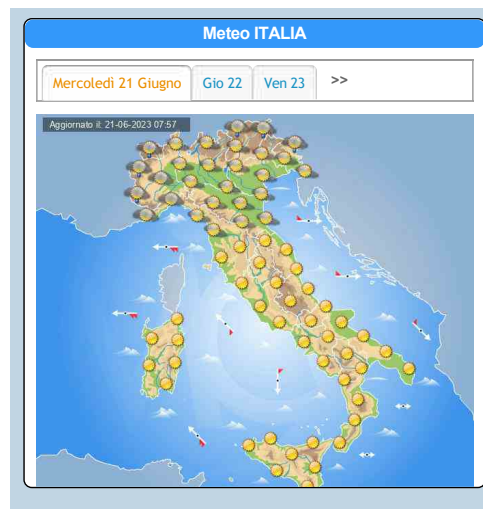 Meteo ITALIA
Mercoledì 21 Giugno Gio 22 Ven 23 >>
Aggiornato il: 21-06-2023 07:57